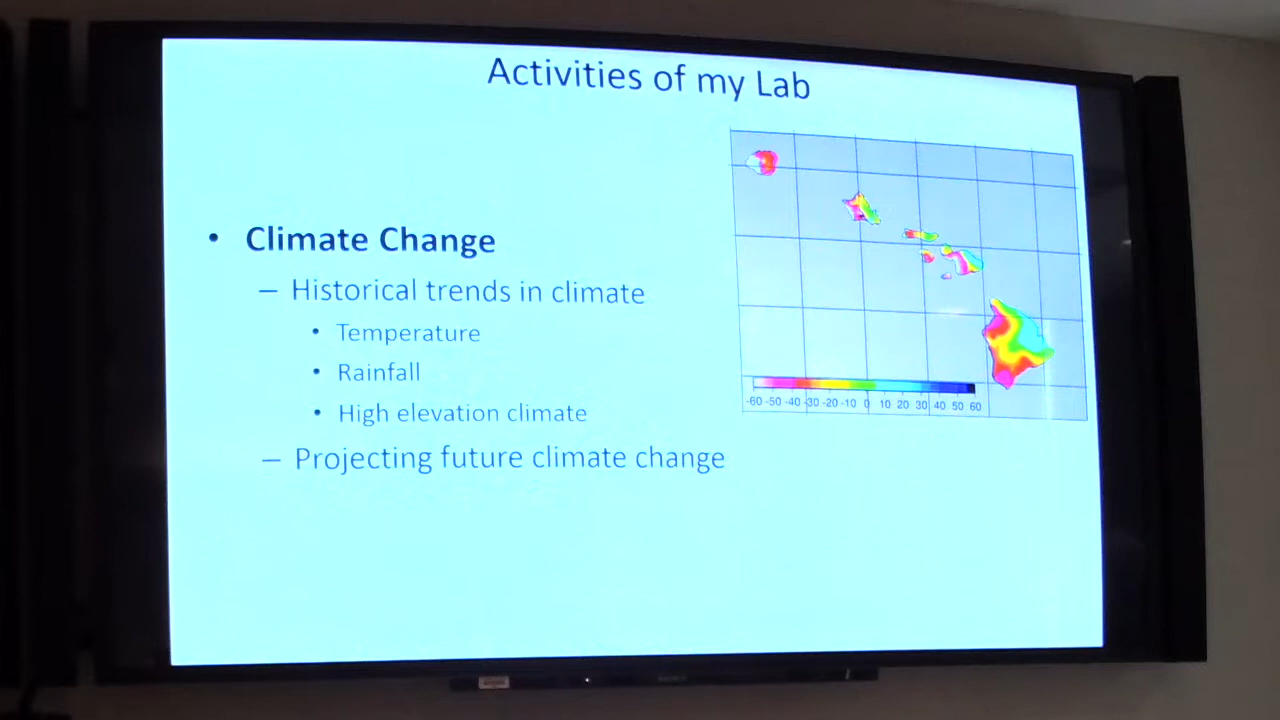 Activities of my Lab
• Climate Change
– Historical trends in climate
• Temperature
• Rainfall
• High elevation climate
– Projecting future climate change
-60 -50 -40 -30 -20 -10 0 10 20 30 40 50 60